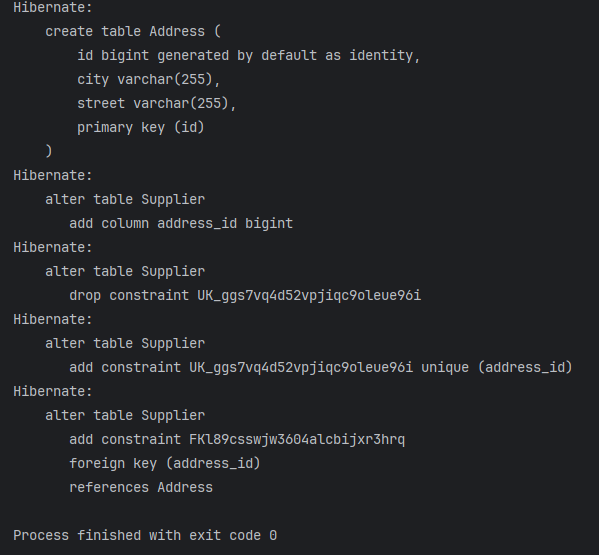 Hibernate:
    create table Address (
        id bigint generated by default as identity,
        city varchar(255),
        street varchar(255),
        primary key (id)
    )
Hibernate:
    alter table Supplier
       add column address_id bigint
Hibernate:
    alter table Supplier
       drop constraint UK_ggs7vq4d52vpjiqc9oleue96i
Hibernate:
    alter table Supplier
       add constraint UK_ggs7vq4d52vpjiqc9oleve96i unique (address_id)
Hibernate:
    alter table Supplier
       add constraint FKl89csswjw3604alcbijxr3hrq
       foreign key (address_id)
       references Address
Process finished with exit code 0